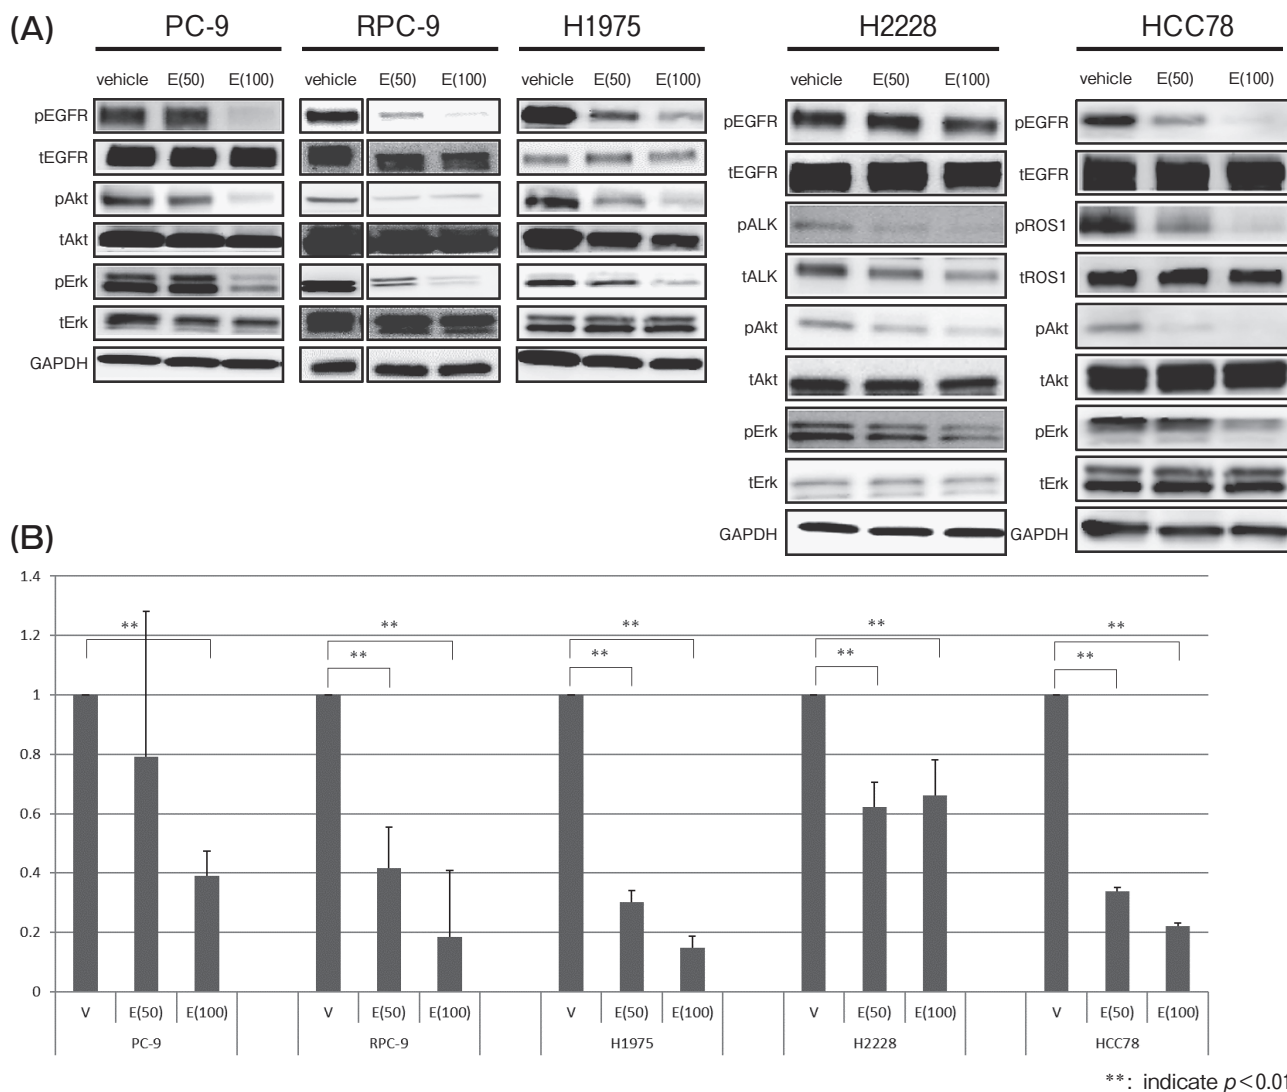 (A)
PC-9 RPC-9 H1975 H2228 HCC78
vehicle E(50) E(100) vehicle E(50) E(100) vehicle E(50) E(100) vehicle E(50) E(100) vehicle E(50) E(100)
pEGFR
tEGFR
pAkt
tAkt
pErk
tErk
GAPDH
pEGFR
tEGFR
pALK
tALK
pAkt
tAkt
pErk
tErk
GAPDH
pEGFR
tEGFR
pROS1
tROS1
pAkt
tAkt
pErk
tErk
GAPDH
(B)
1.4
1.2
1
0.8
0.6
0.4
0.2
0
** ** ** ** **
** ** ** **
V E(50) E(100) V E(50) E(100) V E(50) E(100) V E(50) E(100) V E(50) E(100)
PC-9 RPC-9 H1975 H2228 HCC78
**: indicate p<0.01